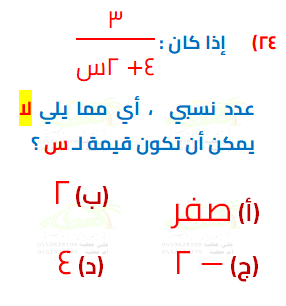 ٢٤) إذا كان : ٣
٤+ ٢س
عدد نسبي ، أي مما يلي لا
يمكن أن تكون قيمة لـ س ؟
(أ) صفر (ب) ٢
(ج) – ٢ (د) ٤